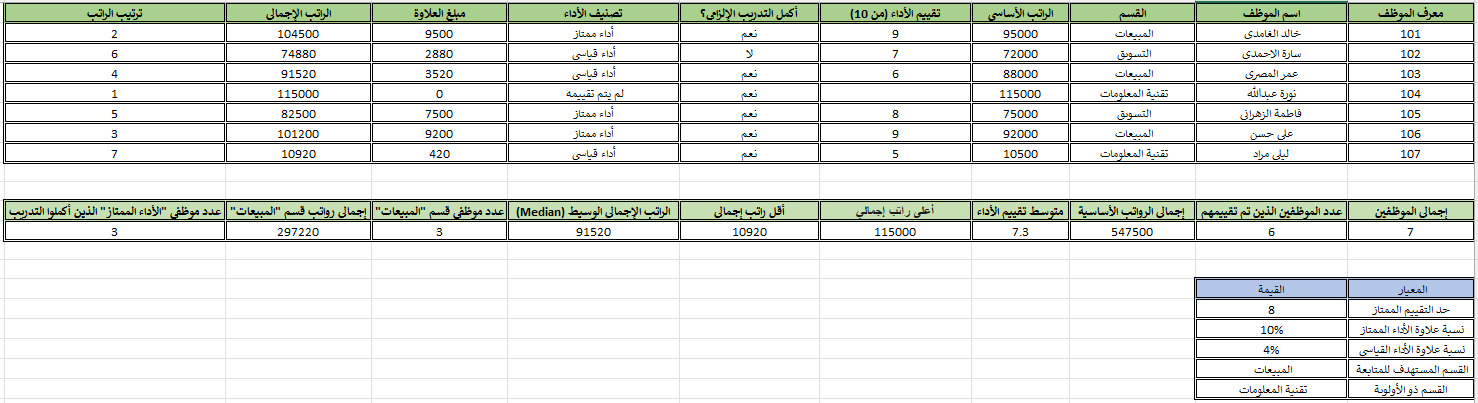 معرف الموظف اسم الموظف القسم الراتب الأساسي تقييم الأداء (من 10) أكمل التدريب الإلزامي؟ تصنيف الأداء مبلغ العلاوة الراتب الإجمالي ترتيب الراتب
101 خالد الغامدي المبيعات 95000 9 نعم أداء ممتاز 9500 104500 2
102 سارة الاحمدي التسويق 72000 7 لا أداء قياسي 2880 74880 6
103 عمر المصري المبيعات 88000 6 نعم أداء قياسي 3520 91520 4
104 نورة عبدالله تقنية المعلومات 115000 نعم لم يتم تقييمه 0 115000 1
105 فاطمة الزهراني التسويق 75000 8 نعم أداء ممتاز 7500 82500 5
106 علي حسن المبيعات 92000 9 نعم أداء ممتاز 9200 101200 3
107 ليلى مراد تقنية المعلومات 10500 5 نعم أداء قياسي 420 10920 7
إجمالي الموظفين عدد الموظفين الذين تم تقييمهم إجمالي الرواتب الأساسية متوسط تقييم الأداء أعلى راتب إجمالي أقل راتب إجمالي الراتب الإجمالي الوسيط (Median) عدد موظفي قسم "المبيعات" إجمالي رواتب قسم "المبيعات" عدد موظفي "الأداء الممتاز" الذين أكملوا التدريب
7 6 547500 7.3 115000 10920 91520 3 297220 3
المعيار القيمة
حد التقييم الممتاز 8
نسبة علاوة الأداء الممتاز 10%
نسبة علاوة الأداء القياسي 4%
القسم المستهدف للمتابعة المبيعات
القسم ذو الأولوية تقنية المعلومات